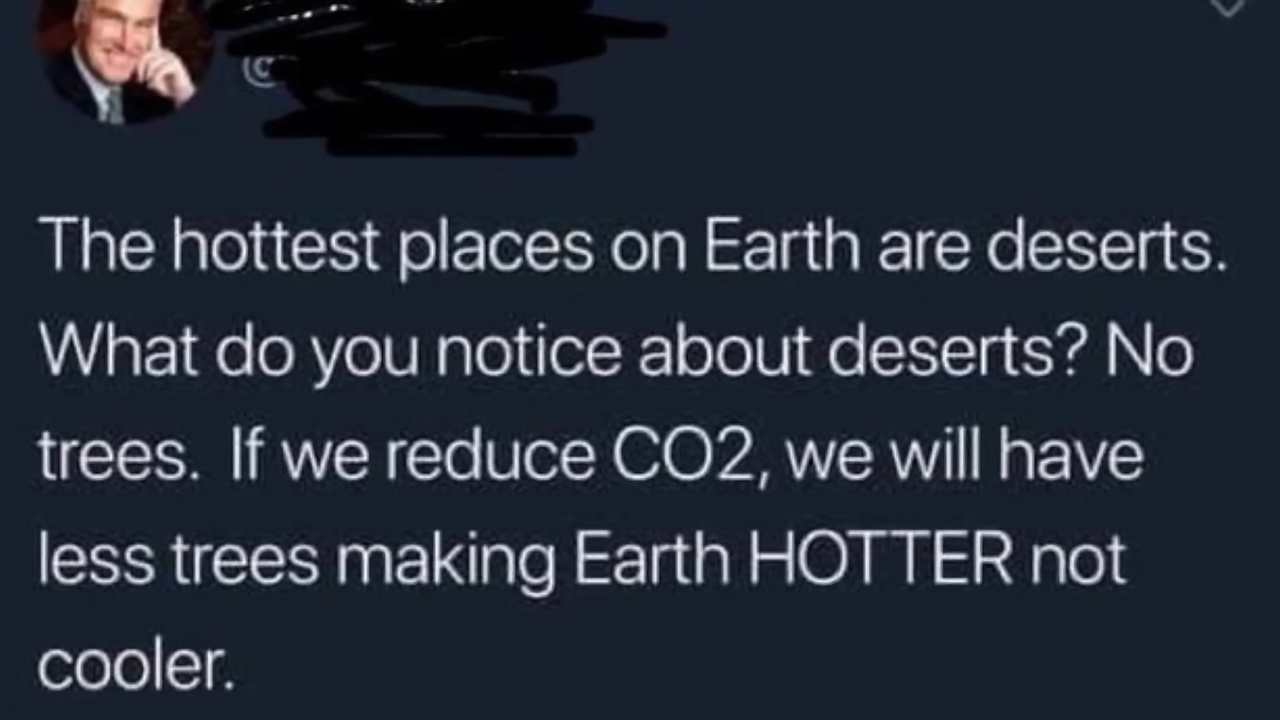 @
The hottest places on Earth are deserts.
What do you notice about deserts? No
trees. If we reduce CO2, we will have
less trees making Earth HOTTER not
cooler.